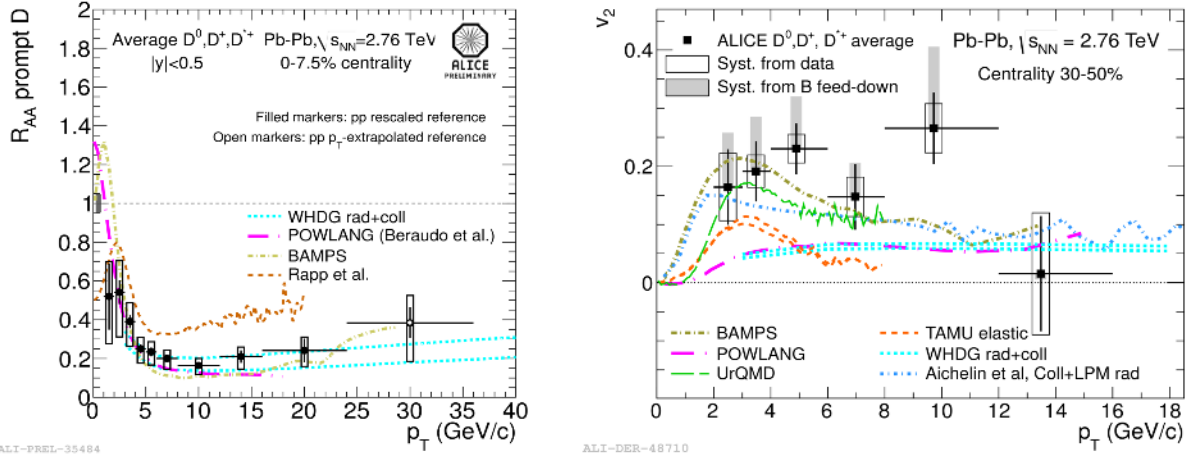 R_AA prompt D
2
1.8
1.6
1.4
1.2
1
0.8
0.6
0.4
0.2
0
Average D⁰,D⁺,D*⁺
|y|<0.5
Pb-Pb,√s_NN=2.76 TeV
0-7.5% centrality
ALICE
PRELIMINARY
Filled markers: pp rescaled reference
Open markers: pp p_T-extrapolated reference
WHDG rad+coll
POWLANG (Beraudo et al.)
BAMPS
Rapp et al.
0 5 10 15 20 25 30 35 40
p_T (GeV/c)
ALI-PREL-35484
v₂
0.4
0.2
0
ALICE D⁰,D⁺, D*⁺ average
Syst. from data
Syst. from B feed-down
Pb-Pb, √s_NN = 2.76 TeV
Centrality 30-50%
BAMPS
POWLANG
UrQMD
TAMU elastic
WHDG rad+coll
Aichelin et al, Coll+LPM rad
0 2 4 6 8 10 12 14 16 18
p_T (GeV/c)
ALI-DER-48710